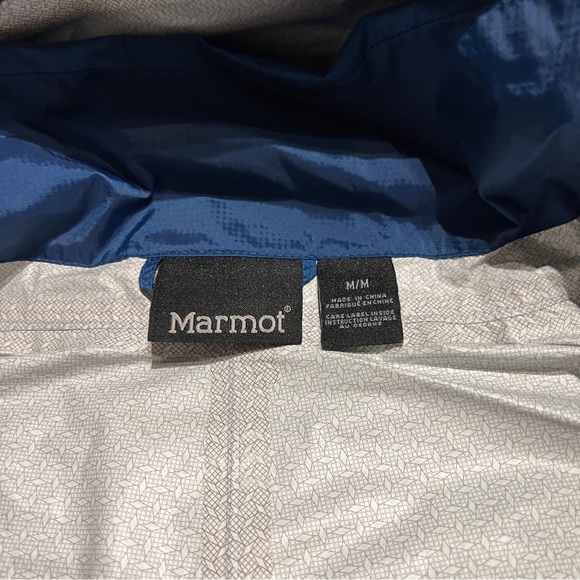 Marmot®
M/M
MADE IN CHINA
FABRIQUÉ EN CHINE
CARE LABEL INSIDE
INSTRUCTION LAVAGE
AU DEDANS